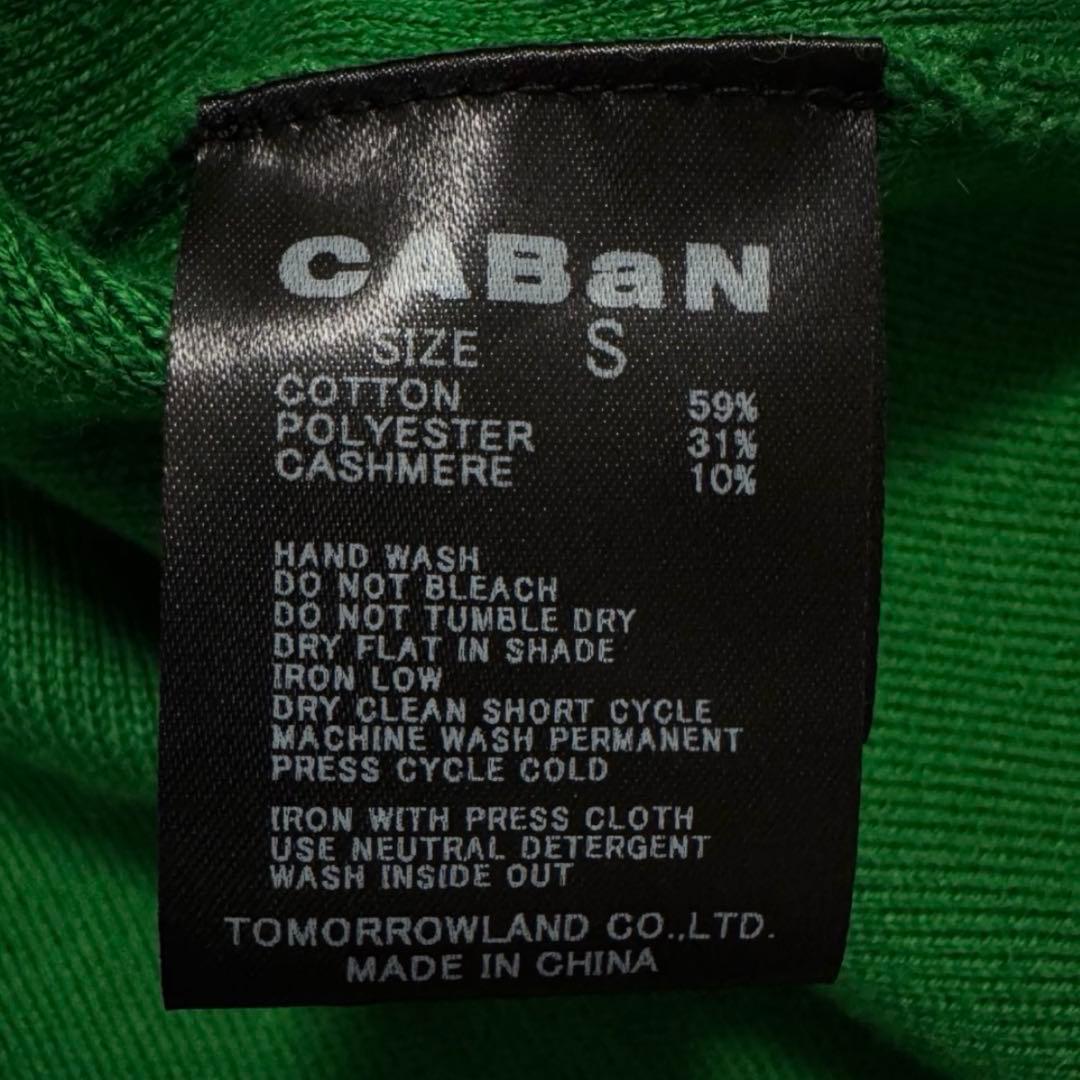 CABaN
SIZE S
COTTON 59%
POLYESTER 31%
CASHMERE 10%
HAND WASH
DO NOT BLEACH
DO NOT TUMBLE DRY
DRY FLAT IN SHADE
IRON LOW
DRY CLEAN SHORT CYCLE
MACHINE WASH PERMANENT
PRESS CYCLE COLD
IRON WITH PRESS CLOTH
USE NEUTRAL DETERGENT
WASH INSIDE OUT
TOMORROWLAND CO.,LTD.
MADE IN CHINA